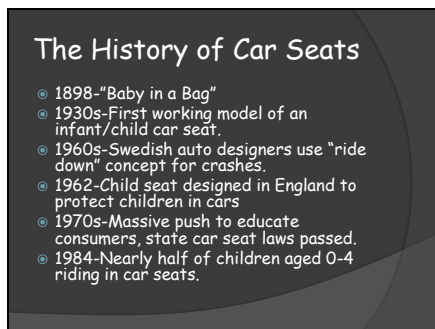 The History of Car Seats
1898-"Baby in a Bag"
1930s-First working model of an
infant/child car seat.
1960s-Swedish auto designers use "ride
down" concept for crashes.
1962-Child seat designed in England to
protect children in cars
1970s-Massive push to educate
consumers, state car seat laws passed.
1984-Nearly half of children aged 0-4
riding in car seats.